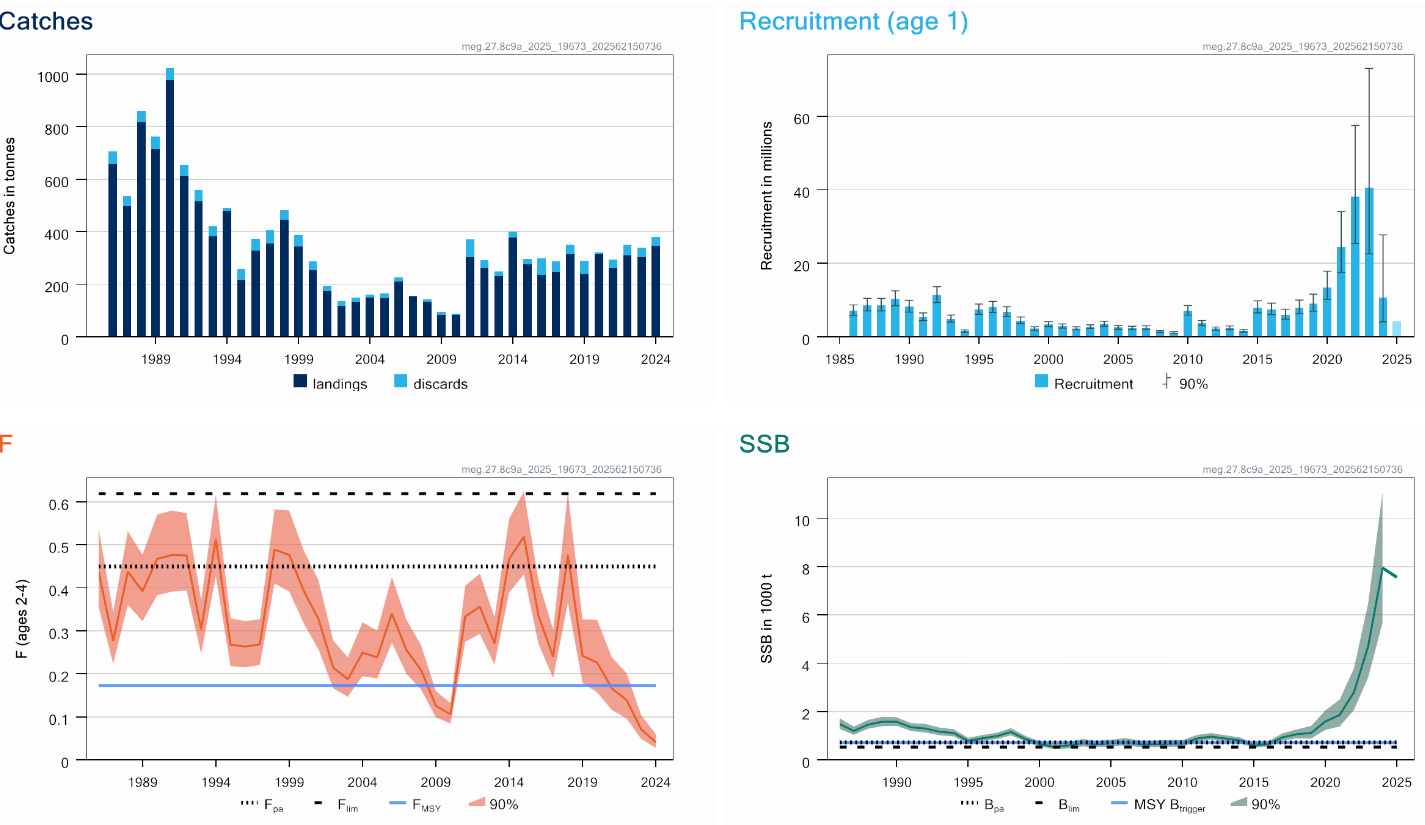 Catches
meg.27.8c9a_2025_19673_202562150736
Catches in tonnes
1000
800
600
400
200
0
1989 1994 1999 2004 2009 2014 2019 2024
landings discards
Recruitment (age 1)
meg.27.8c9a_2025_19673_202562150736
Recruitment in millions
60
40
20
0
1985 1990 1995 2000 2005 2010 2015 2020 2025
Recruitment 90%
F
meg.27.8c9a_2025_19673_202562150736
F (ages 2-4)
0.6
0.5
0.4
0.3
0.2
0.1
0
1989 1994 1999 2004 2009 2014 2019 2024
Fpa Flim FMSY 90%
SSB
meg.27.8c9a_2025_19673_202562150736
SSB in 1000 t
10
8
6
4
2
0
1990 1995 2000 2005 2010 2015 2020 2025
Bpa Blim MSY Btrigger 90%